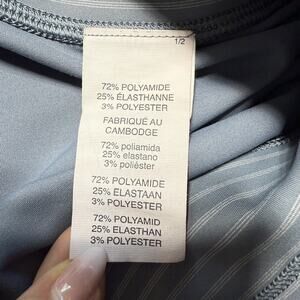 1/2
72% POLYAMIDE
25% ÉLASTHANNE
3% POLYESTER
FABRIQUÉ AU
CAMBODGE
72% poliamida
25% elastano
3% poliéster
72% POLYAMIDE
25% ELASTAAN
3% POLYESTER
72% POLYAMID
25% ELASTHAN
3% POLYESTER